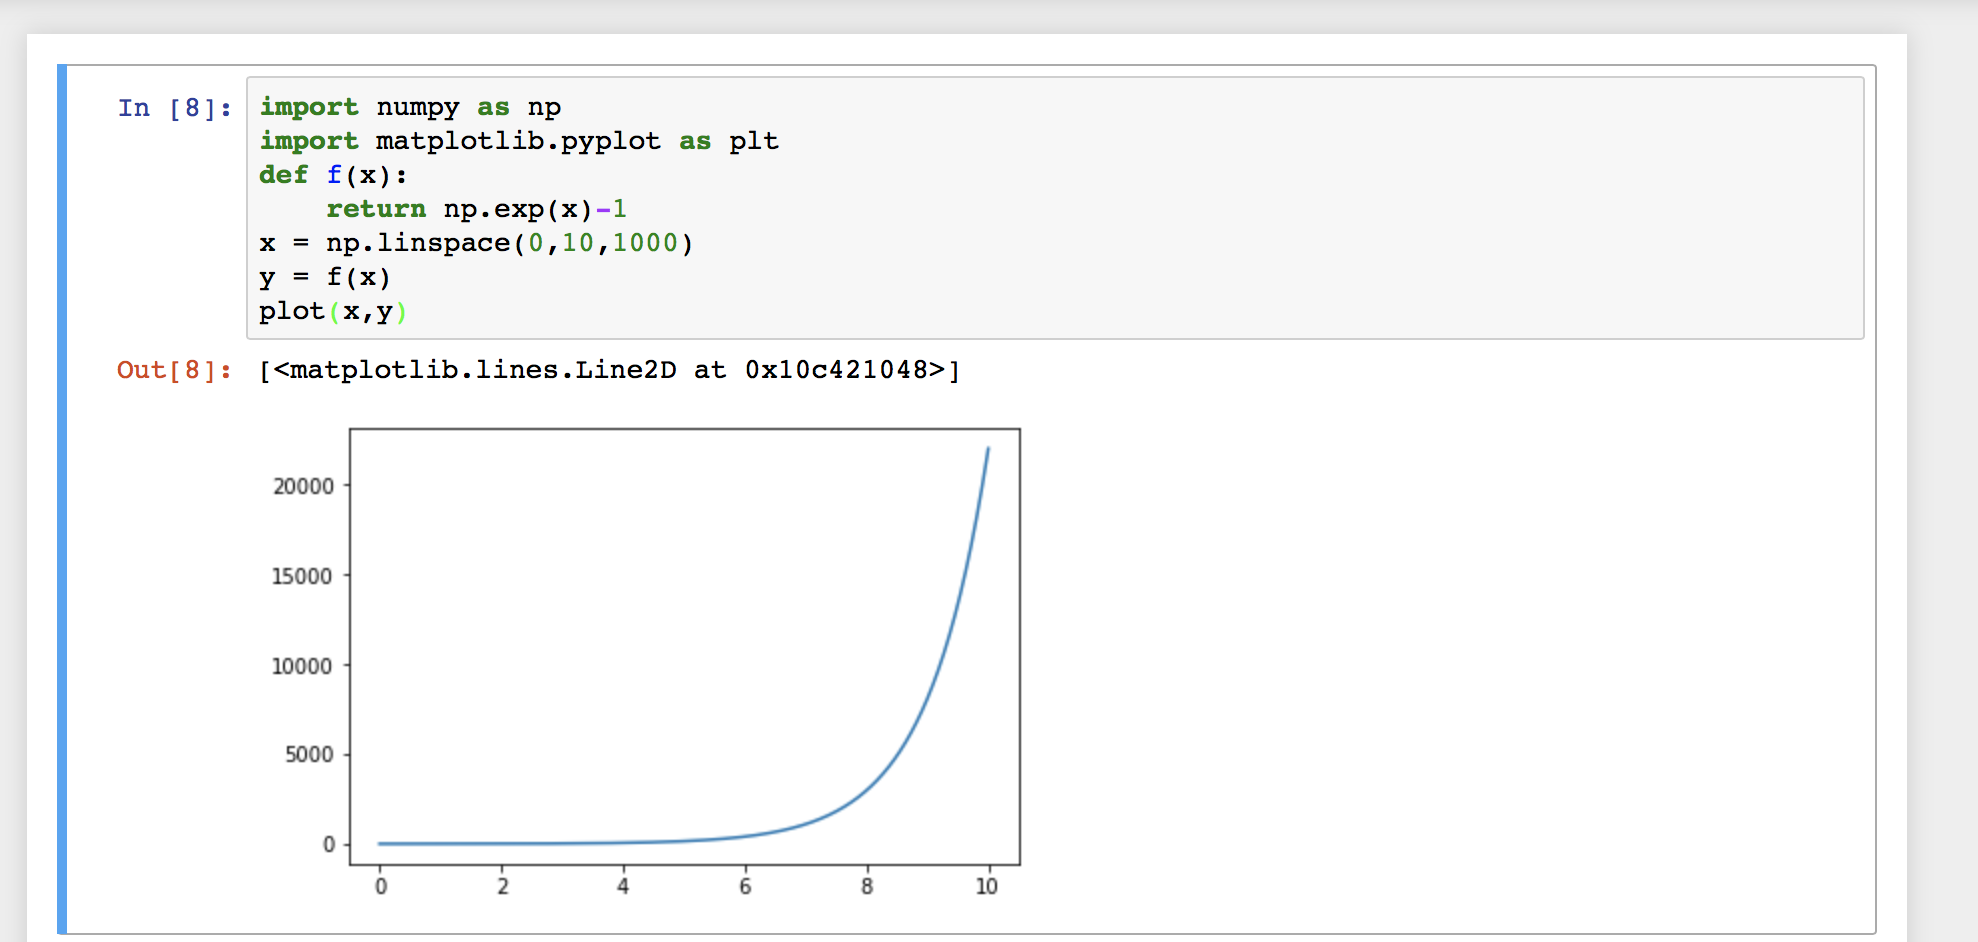 In [8]: import numpy as np
import matplotlib.pyplot as plt
def f(x):
    return np.exp(x)-1
x = np.linspace(0,10,1000)
y = f(x)
plot(x,y)
Out[8]: [<matplotlib.lines.Line2D at 0x10c421048>]
20000
15000
10000
5000
0
0 2 4 6 8 10